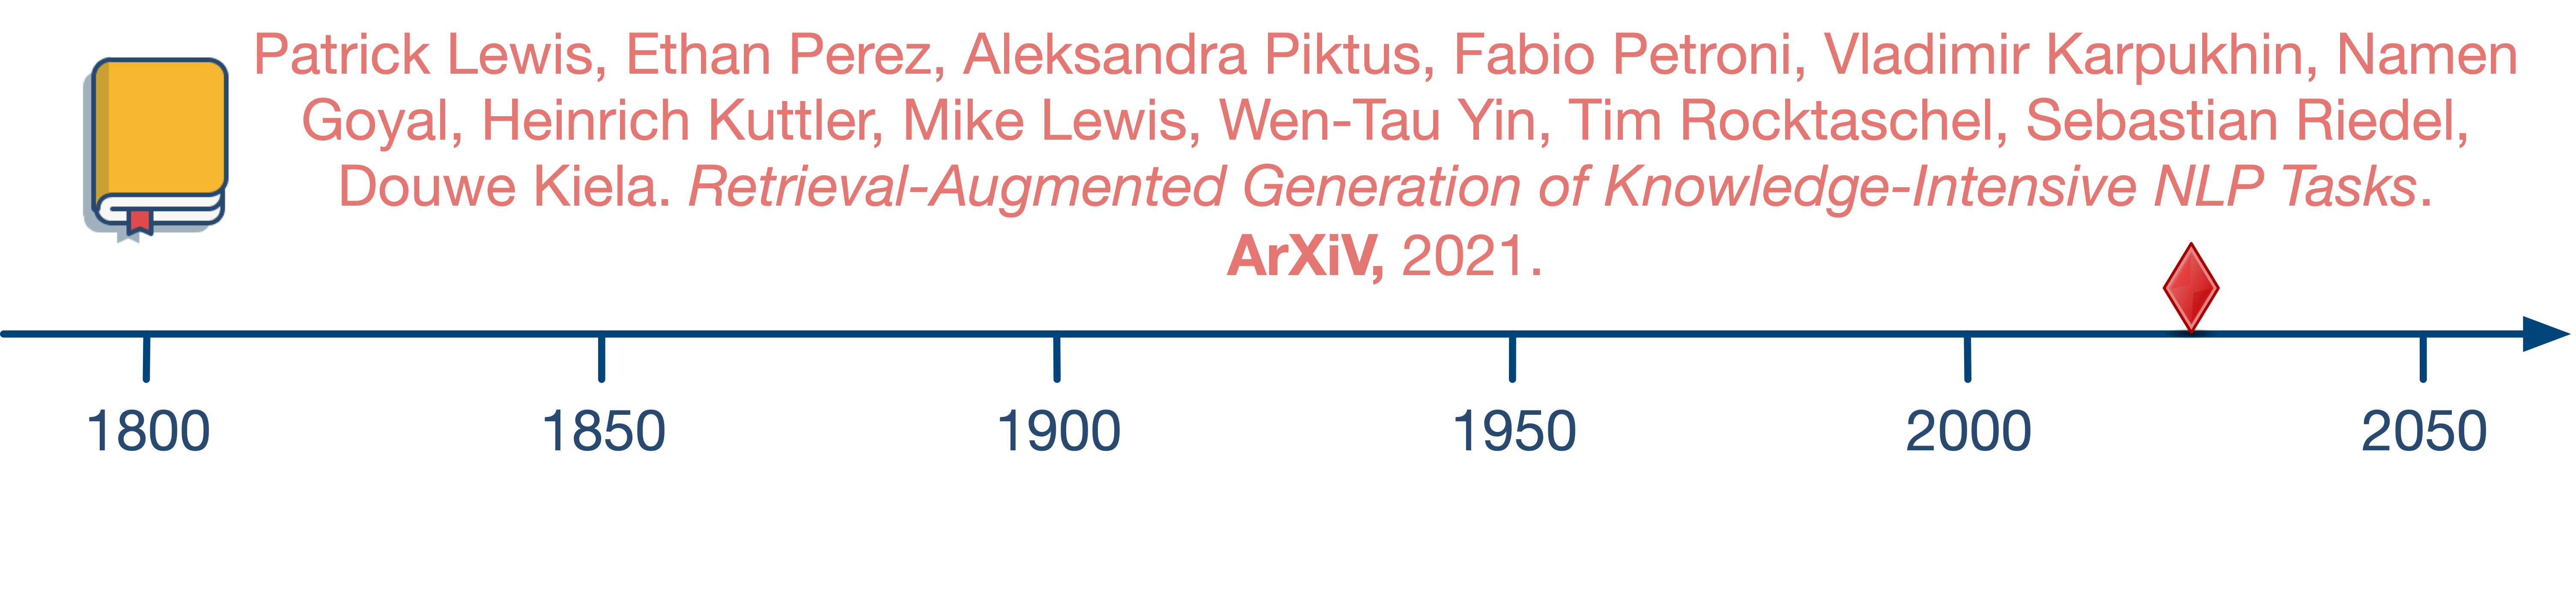 Patrick Lewis, Ethan Perez, Aleksandra Piktus, Fabio Petroni, Vladimir Karpukhin, Namen
Goyal, Heinrich Kuttler, Mike Lewis, Wen-Tau Yin, Tim Rocktaschel, Sebastian Riedel,
Douwe Kiela. Retrieval-Augmented Generation of Knowledge-Intensive NLP Tasks.
ArXiV, 2021.
1800 1850 1900 1950 2000 2050